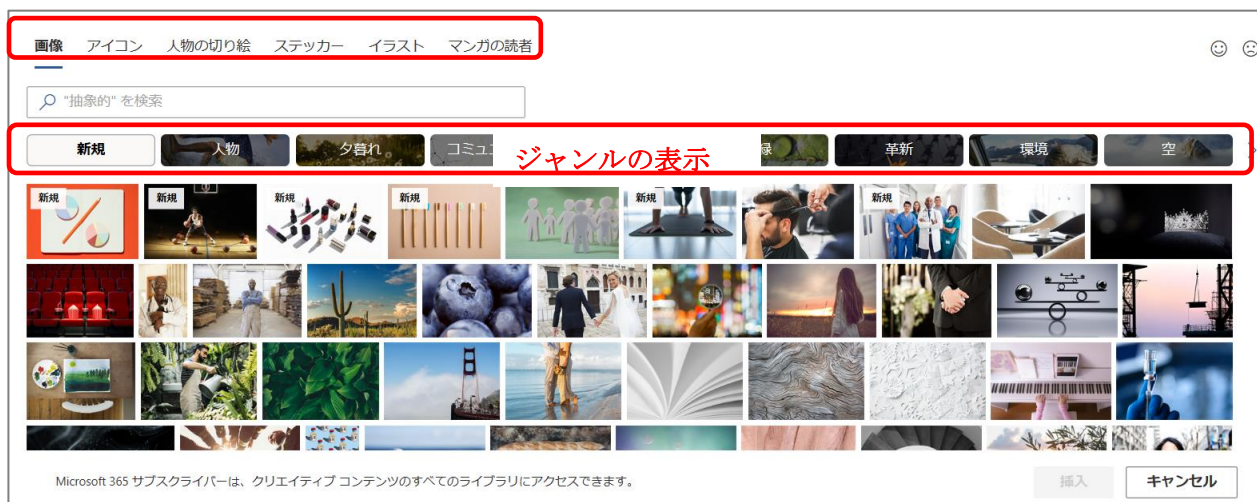 画像 アイコン 人物の切り絵 ステッカー イラスト マンガの読者
"抽象的" を検索
新規 人物 夕暮れ コミュニ ジャンルの表示 緑 革新 環境 空
新規 新規 新規 新規 新規 新規
Microsoft 365 サブスクライバーは、クリエイティブ コンテンツのすべてのライブラリにアクセスできます。
挿入 キャンセル